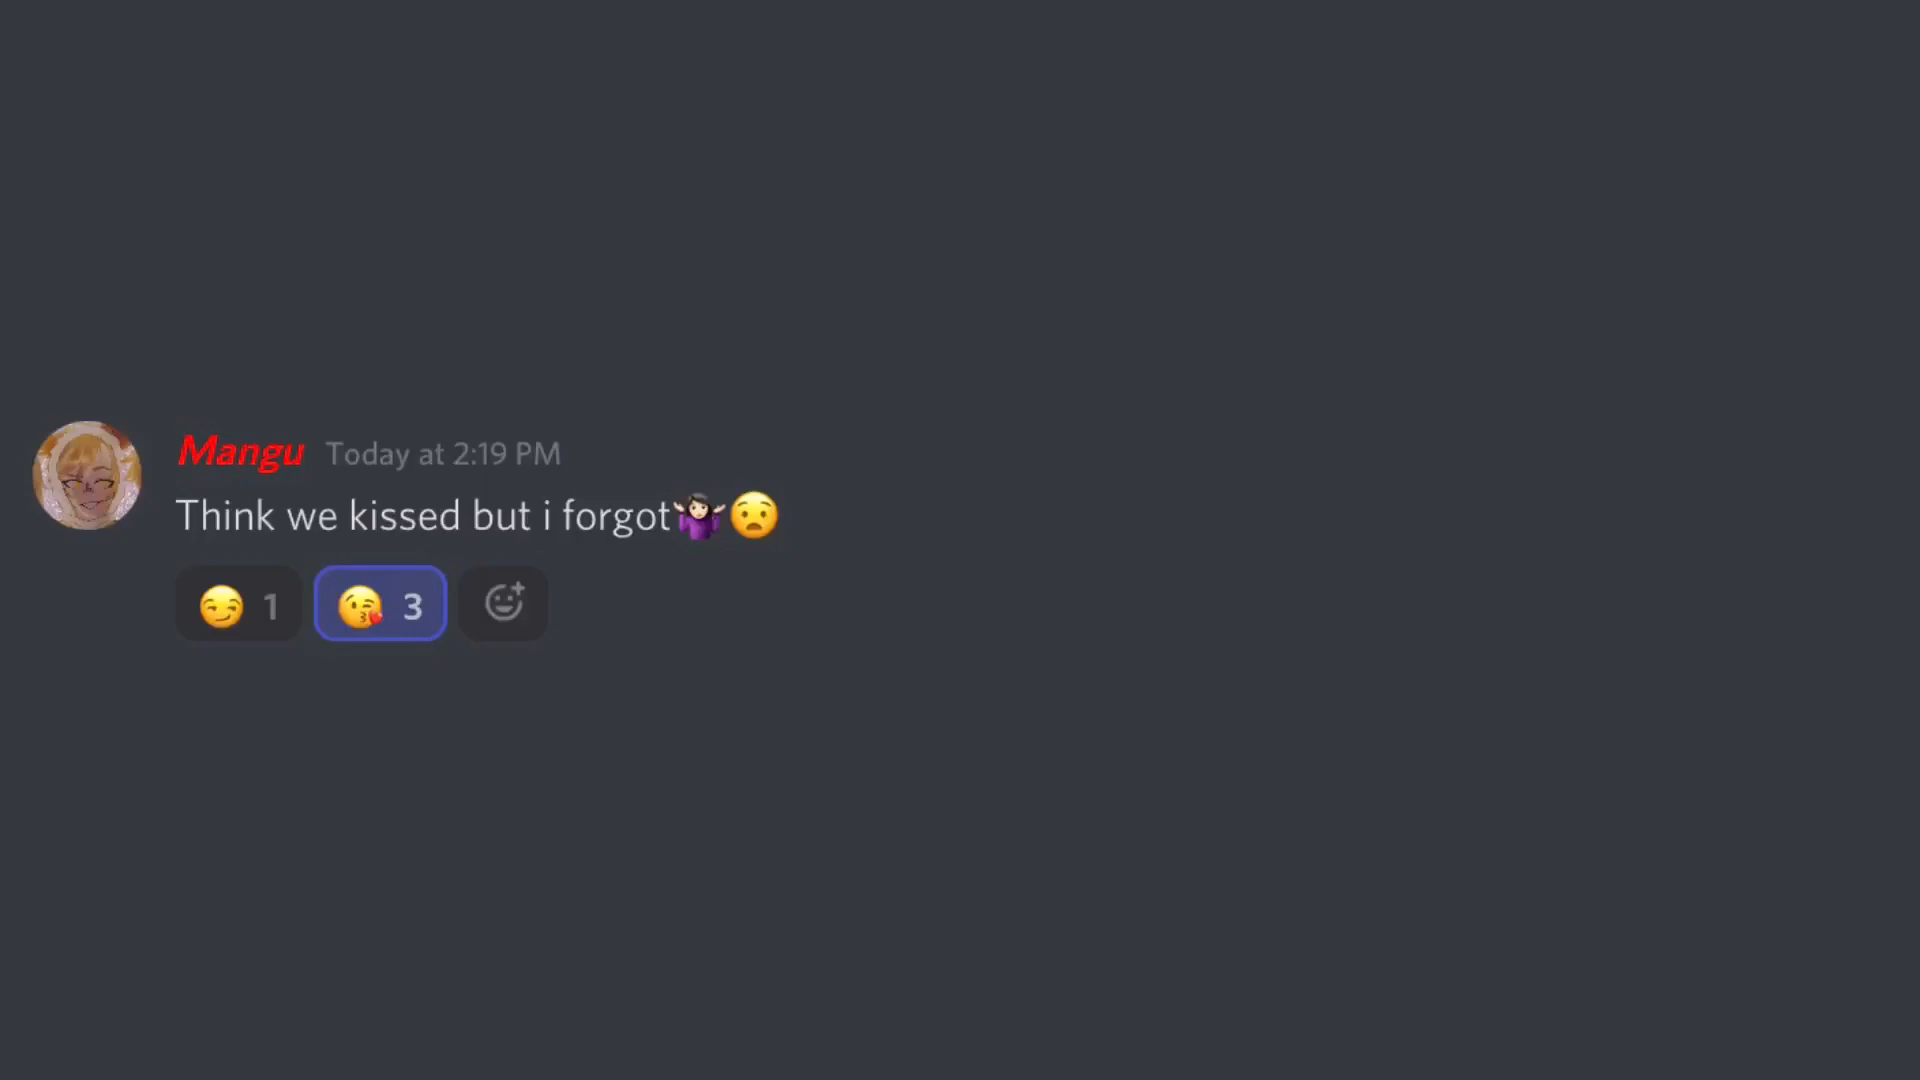 Mangu Today at 2:19 PM
Think we kissed but i forgot🤷🏻‍♀️😧
😏 1 😘 3